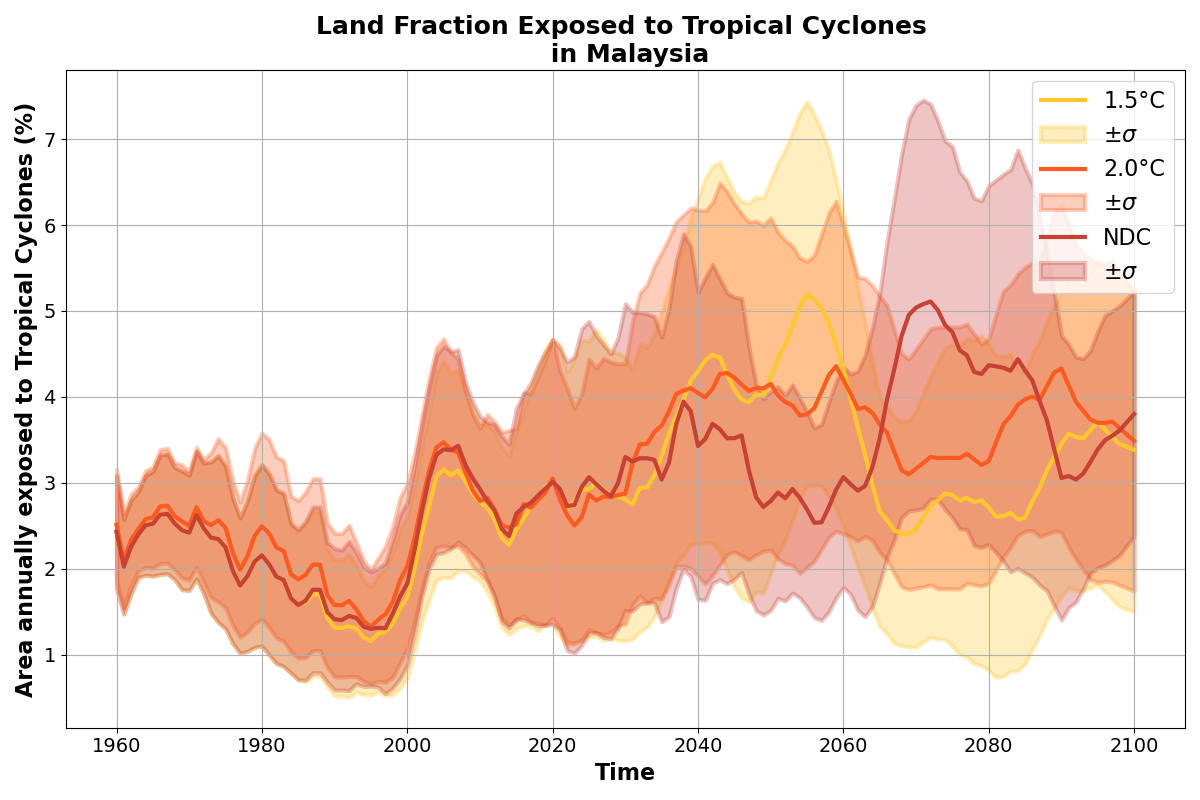 Land Fraction Exposed to Tropical Cyclones
in Malaysia
Area annually exposed to Tropical Cyclones (%)
7
6
5
4
3
2
1
1960
1980
2000
2020
2040
2060
2080
2100
Time
1.5°C
±σ
2.0°C
±σ
NDC
±σ